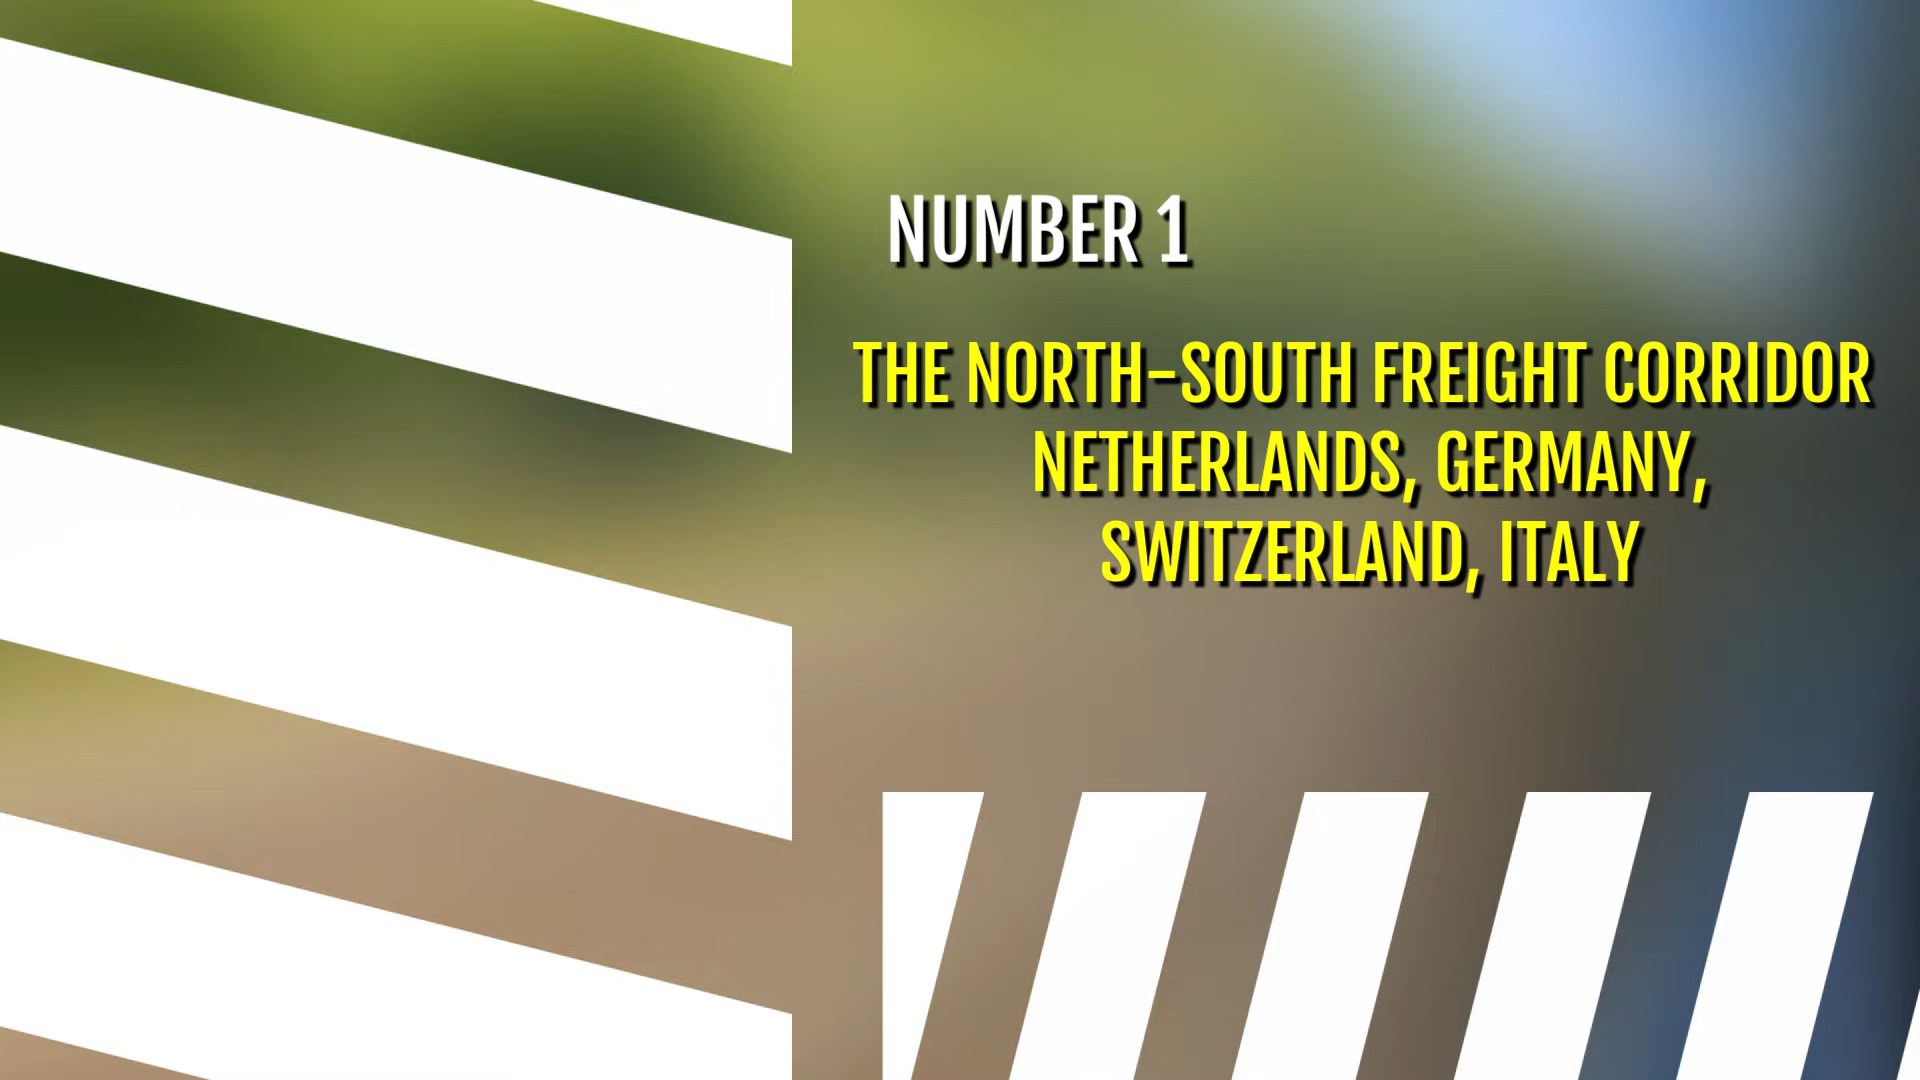 NUMBER 1
THE NORTH-SOUTH FREIGHT CORRIDOR
NETHERLANDS, GERMANY,
SWITZERLAND, ITALY